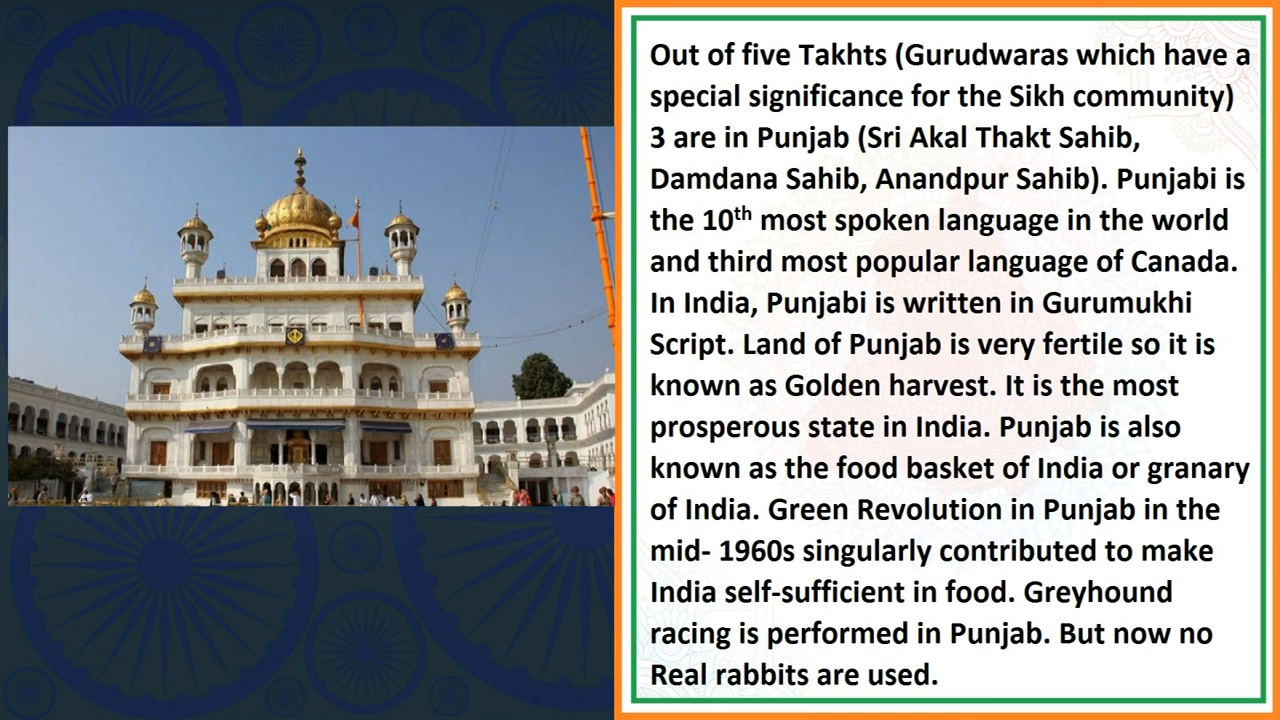 Out of five Takhts (Gurudwaras which have a
special significance for the Sikh community)
3 are in Punjab (Sri Akal Thakt Sahib,
Damdana Sahib, Anandpur Sahib). Punjabi is
the 10th most spoken language in the world
and third most popular language of Canada.
In India, Punjabi is written in Gurumukhi
Script. Land of Punjab is very fertile so it is
known as Golden harvest. It is the most
prosperous state in India. Punjab is also
known as the food basket of India or granary
of India. Green Revolution in Punjab in the
mid- 1960s singularly contributed to make
India self-sufficient in food. Greyhound
racing is performed in Punjab. But now no
Real rabbits are used.